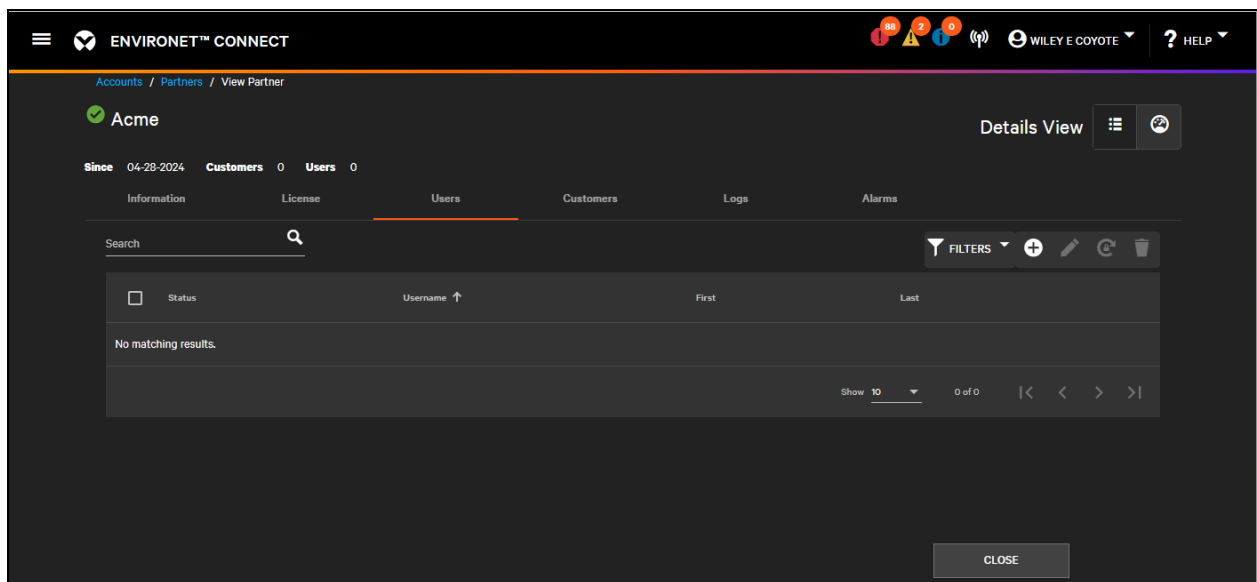 ENVIRONET™ CONNECT
88
2
0
WILEY E COYOTE
? HELP
Accounts / Partners / View Partner
Acme
Details View
Since 04-28-2024 Customers 0 Users 0
Information License Users Customers Logs Alarms
Search
FILTERS
Status Username First Last
No matching results.
Show 10 0 of 0
CLOSE